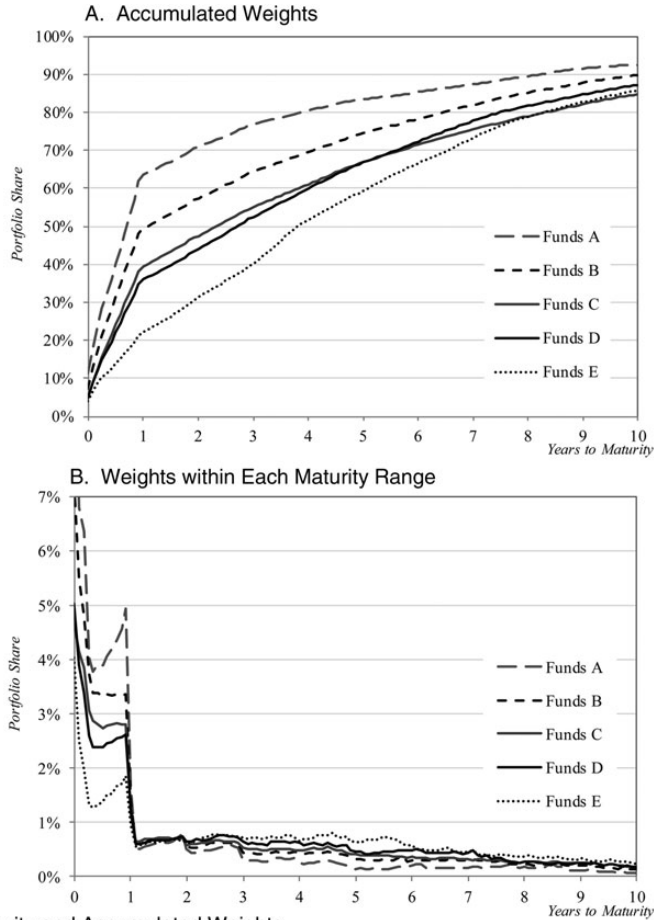 A. Accumulated Weights
100%
90%
80%
70%
60%
50%
40%
30%
20%
10%
0%
Portfolio Share
Funds A
Funds B
Funds C
Funds D
Funds E
0 1 2 3 4 5 6 7 8 9 10
Years to Maturity
B. Weights within Each Maturity Range
7%
6%
5%
4%
3%
2%
1%
0%
Portfolio Share
Funds A
Funds B
Funds C
Funds D
Funds E
0 1 2 3 4 5 6 7 8 9 10
Years to Maturity
and Accumulated Weights